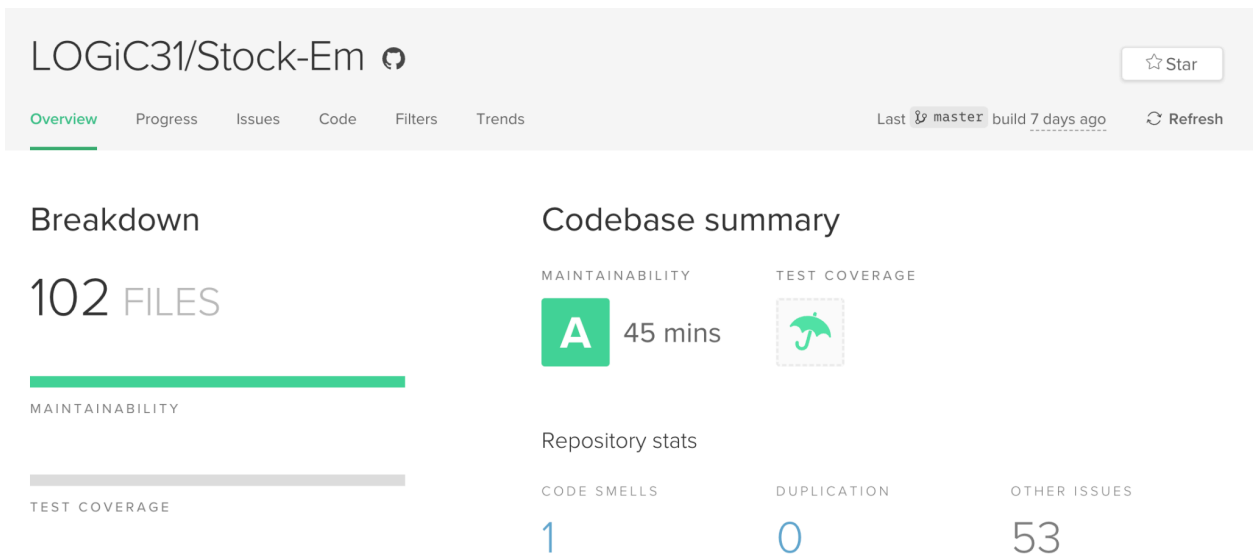 LOGiC31/Stock-Em
Star
Overview Progress Issues Code Filters Trends
Last master build 7 days ago Refresh
Breakdown
102 FILES
MAINTAINABILITY
TEST COVERAGE
Codebase summary
MAINTAINABILITY TEST COVERAGE
A 45 mins
Repository stats
CODE SMELLS DUPLICATION OTHER ISSUES
1 0 53